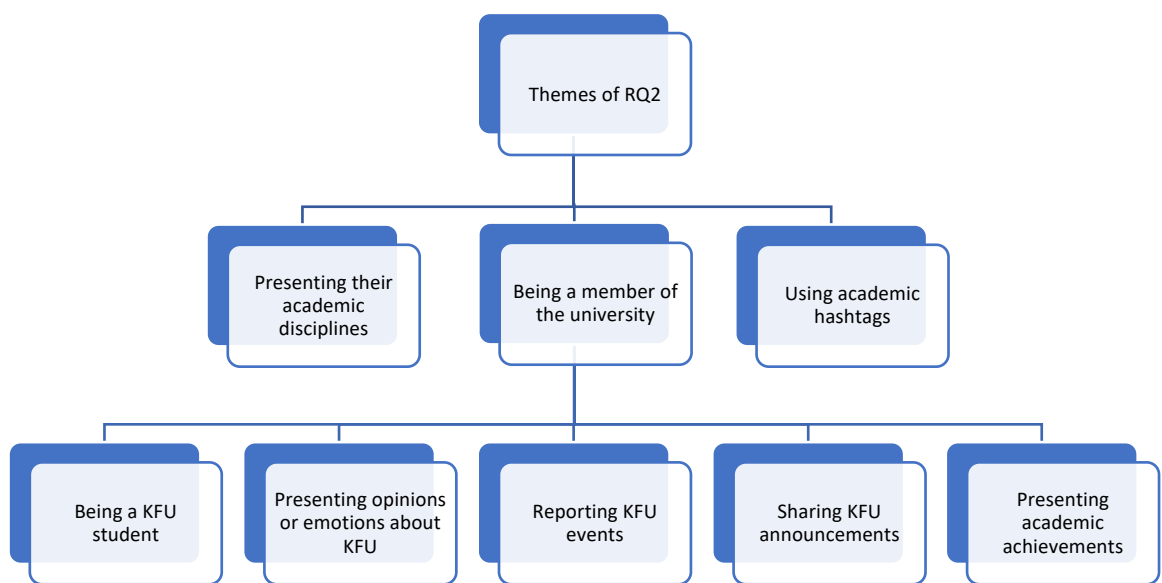 Themes of RQ2
Presenting their
academic
disciplines
Being a member of
the university
Using academic
hashtags
Being a KFU
student
Presenting opinions
or emotions about
KFU
Reporting KFU
events
Sharing KFU
announcements
Presenting
academic
achievements